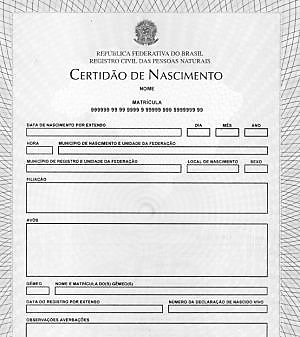 REPÚBLICA FEDERATIVA DO BRASIL
REGISTRO CIVIL DAS PESSOAS NATURAIS
CERTIDÃO DE NASCIMENTO
NOME
MATRÍCULA
999999 99 99 9999 9 99999 999 9999999 99
DATA DE NASCIMENTO POR EXTENSO DIA MÊS ANO
HORA MUNICÍPIO DE NASCIMENTO E UNIDADE DA FEDERAÇÃO
MUNICÍPIO DE REGISTRO E UNIDADE DA FEDERAÇÃO LOCAL DE NASCIMENTO SEXO
FILIAÇÃO
AVÓS
GÊMEO NOME E MATRÍCULA DO(S) GÊMEO(S)
DATA DO REGISTRO POR EXTENSO NÚMERO DA DECLARAÇÃO DE NASCIDO VIVO
OBSERVAÇÕES AVERBAÇÕES